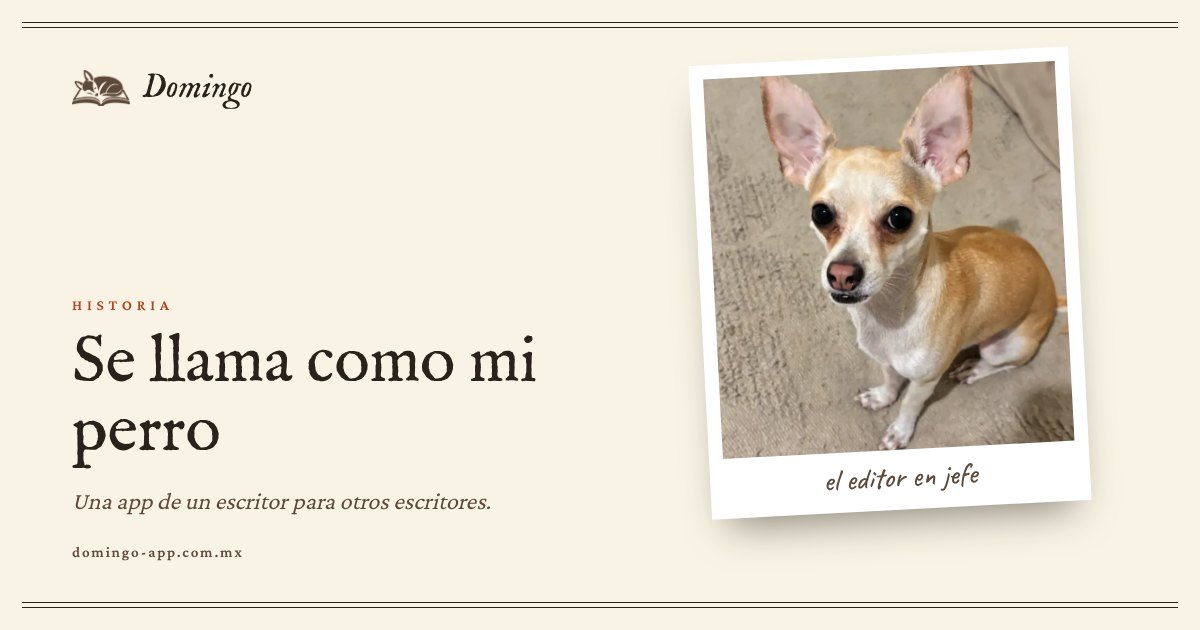 Domingo
HISTORIA
Se llama como mi
perro
Una app de un escritor para otros escritores.
domingo-app.com.mx
el editor en jefe